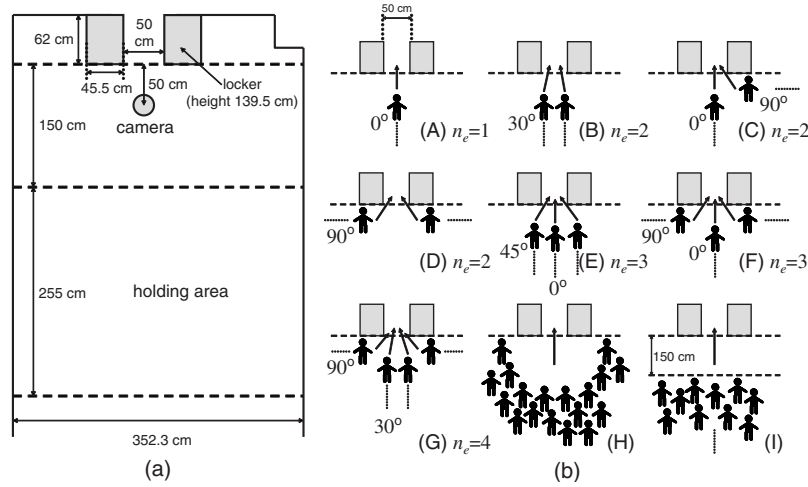 62 cm
50
cm
45.5 cm
50 cm
locker
(height 139.5 cm)
camera
150 cm
255 cm
holding area
352.3 cm
(a)
50 cm
0°
(A) nₑ=1
30°
(B) nₑ=2
0°
90°
(C) nₑ=2
90°
(D) nₑ=2
45°
0°
(E) nₑ=3
90°
0°
(F) nₑ=3
90°
30°
(G) nₑ=4
(H)
150 cm
(I)
(b)